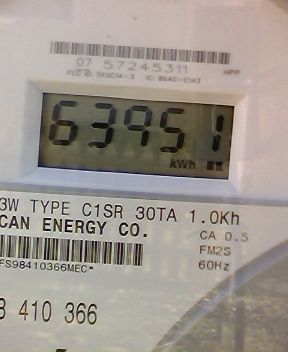 07 57245311 HPP
63951
kWh
3W TYPE C1SR 30TA 1.0Kh
CAN ENERGY CO.
CA 0.5
FM2S
60Hz
FS98410366MEC*
410 366